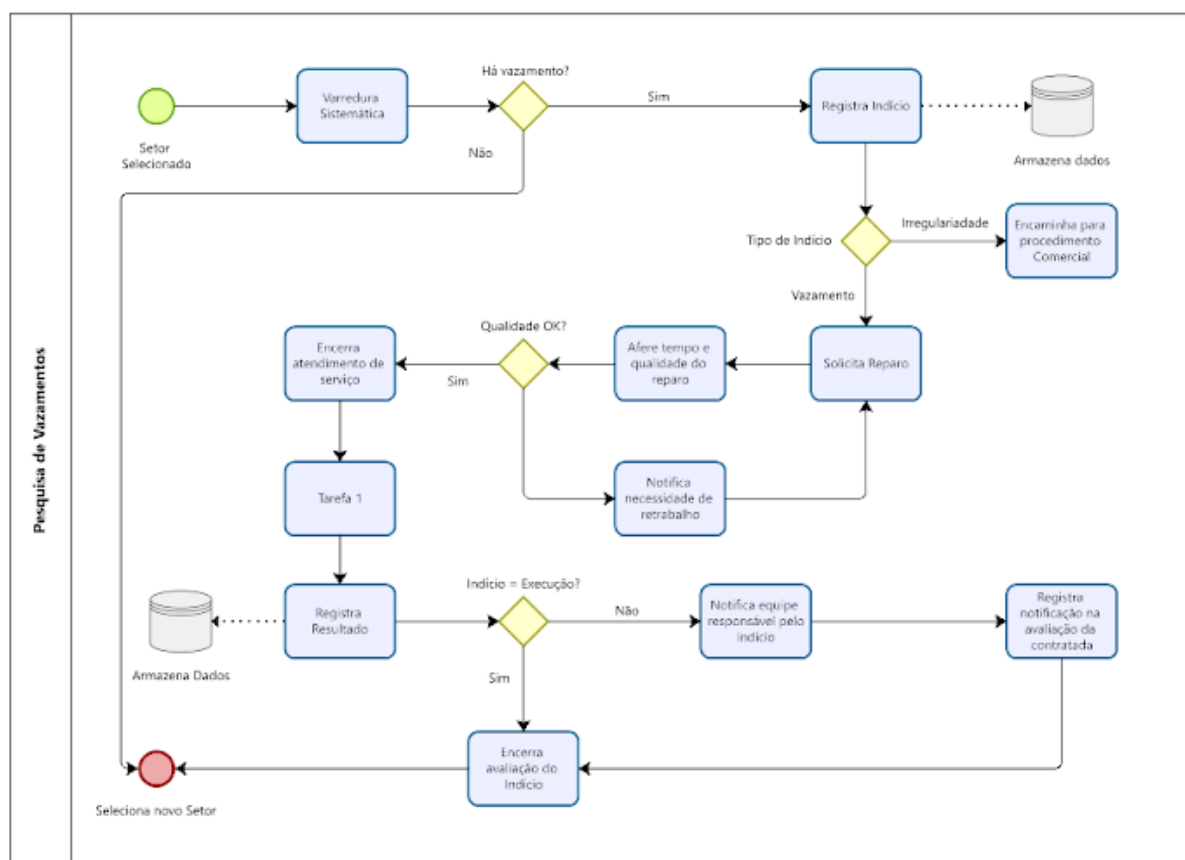 Pesquisa de Vazamentos
Há vazamento?
Varredura
Sistemática
Sim
Registra Indício
Setor
Selecionado
Não
Armazena dados
Irregulariadade
Tipo de Indício
Encaminha para
procedimento
Comercial
Vazamento
Qualidade OK?
Encerra
atendimento de
serviço
Sim
Afere tempo e
qualidade do
reparo
Solicita Reparo
Notifica
necessidade de
retrabalho
Tarefa 1
Indício = Execução?
Registra
Resultado
Não
Notifica equipe
responsável pelo
indício
Registra
notificação na
avaliação da
contratada
Armazena Dados
Sim
Encerra
avaliação do
Indício
Seleciona novo Setor